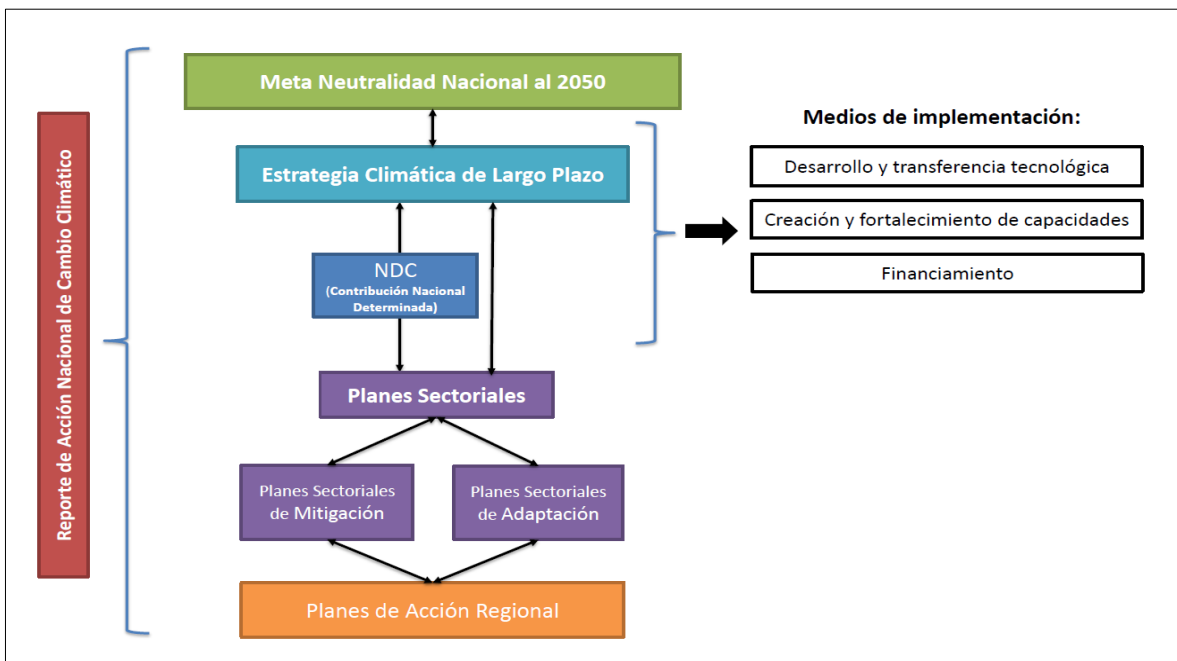 Reporte de Acción Nacional de Cambio Climático
Meta Neutralidad Nacional al 2050
Estrategia Climática de Largo Plazo
NDC
(Contribución Nacional
Determinada)
Planes Sectoriales
Planes Sectoriales
de Mitigación
Planes Sectoriales
de Adaptación
Planes de Acción Regional
Medios de implementación:
Desarrollo y transferencia tecnológica
Creación y fortalecimiento de capacidades
Financiamiento